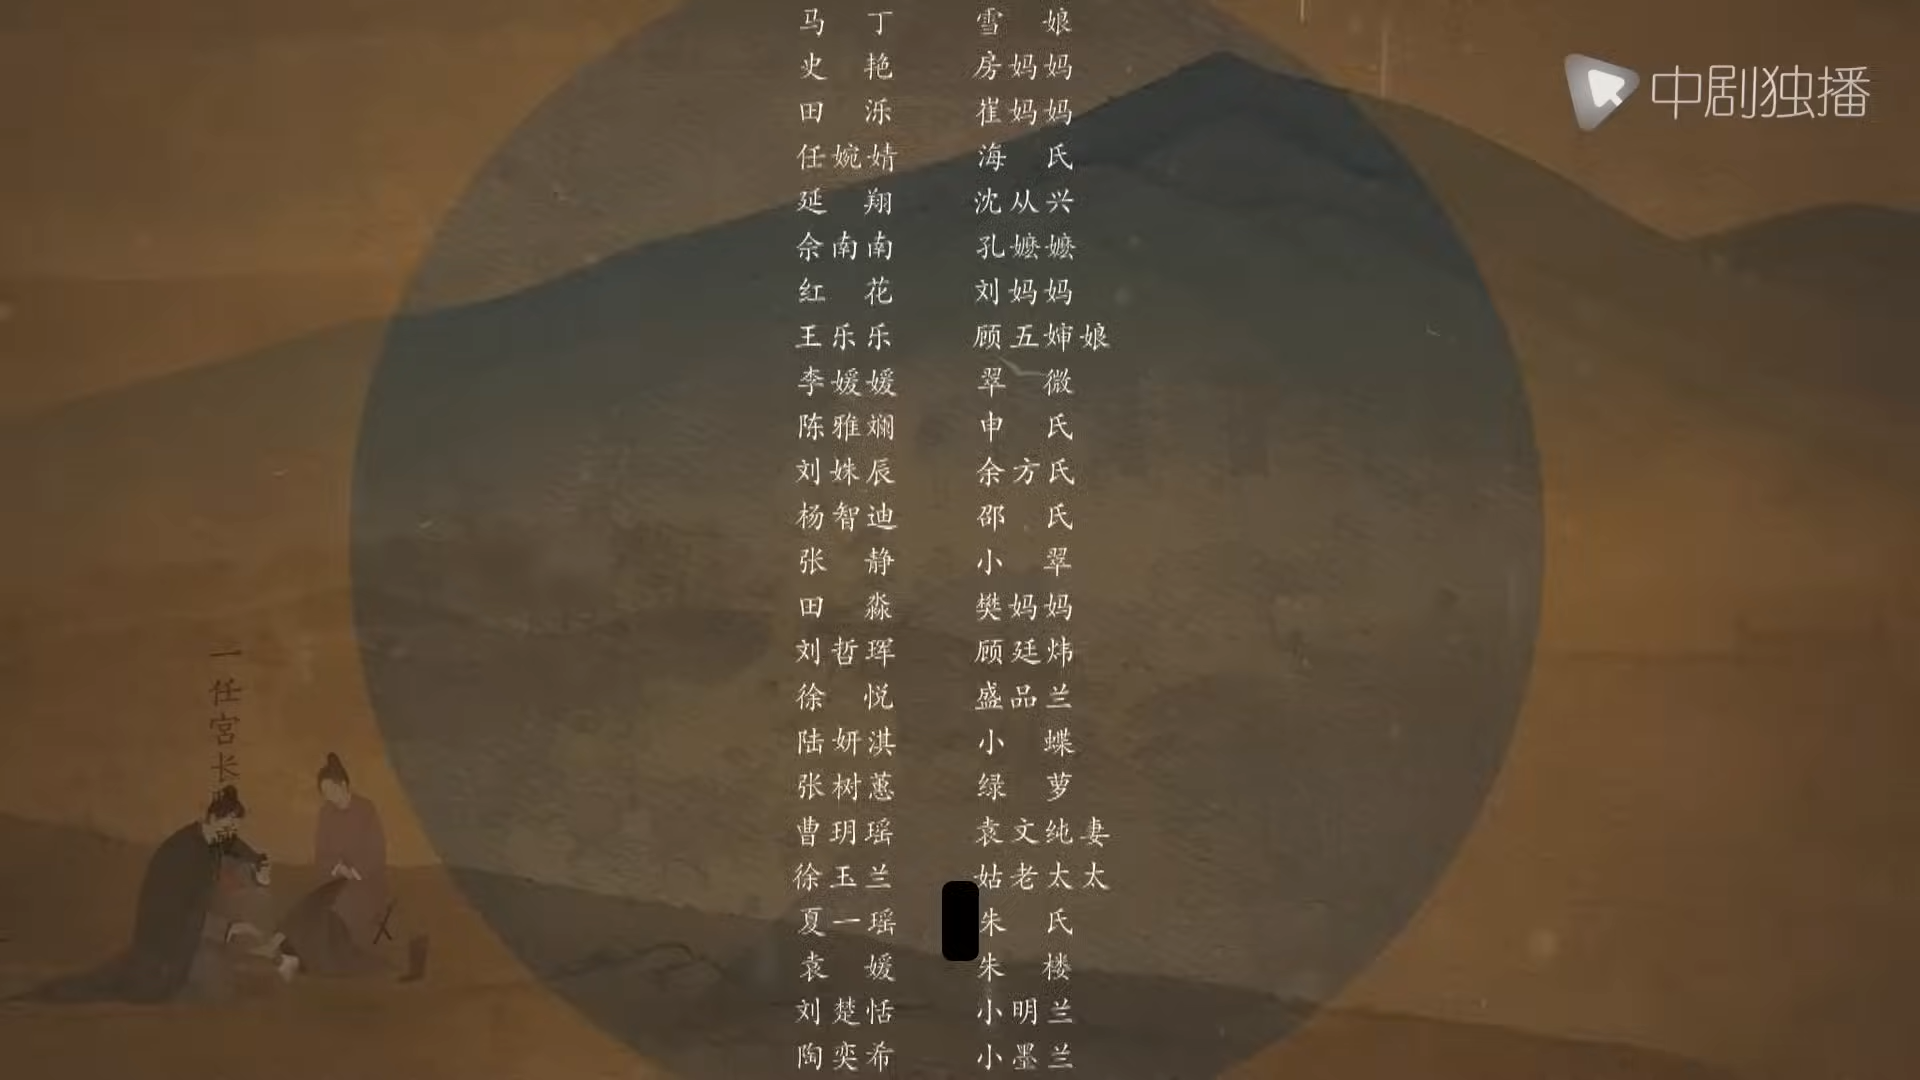 中剧独播
马丁 雪娘
史艳 房妈妈
田泺 崔妈妈
任婉婧 海氏
延翔 沈从兴
佘南南 孔嬷嬷
红花 刘妈妈
王乐乐 顾五婶娘
李媛媛 翠微
陈雅斓 申氏
刘姝辰 余方氏
杨智迪 邵氏
张静 小翠
田淼 樊妈妈
刘哲珲 顾廷炜
徐悦 盛品兰
陆妍淇 小蝶
张树蕙 绿萝
曹玥瑶 袁文纯妻
徐玉兰 姑老太太
夏一瑶 朱氏
袁媛 朱楼
刘楚恬 小明兰
陶奕希 小墨兰
一任宫长